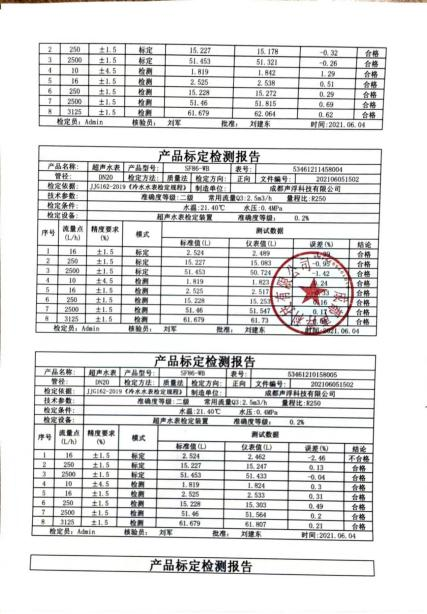 2 250 ±1.5 标定 15.227 15.178 -0.32 合格
3 2500 ±1.5 标定 51.453 51.321 -0.26 合格
10 ±4.5 检测 1.819 1.842 1.29 合格
16 ±1.5 检测 2.525 2.538 0.51 合格
6 250 ±1.5 检测 15.228 15.272 0.29 合格
7 2500 ±1.5 检测 51.46 51.815 0.69 合格
8 3125 ±1.5 检测 61.679 62.064 0.62 合格
检定员: Admin 核验员: 刘军 批准: 刘建东 时间:2021.06.04
产品标定检测报告
产品名称: 超声水表 产品型号: SF86-WB 表号: 53461211158004
管径: DN20 检定方法: 质量法 检定方向: 正向 文件编号: 202106051502
检定依据: JJG162-2019《冷水水表检定规程》 制造单位: 成都声浮科技有限公司
技术参数: 准确度等级:二级 常用流量Q3:2.5m3/h 量程比:R250
检定条件: 水温:21.40℃ 水压:0.4MPa
检定设备: 超声水表检定装置 准确度等级: 0.2%
序号 流量点(L/h) 精度要求(%) 模式 测试数据
标准值(L) 仪表值(L) 误差(%) 结论
1 16 ±1.5 标定 2.524 2.489 合格
2 250 ±1.5 标定 15.227 15.083 -0.95 合格
3 2500 ±1.5 标定 51.453 50.724 -1.42 合格
4 10 ±4.5 检测 1.819 1.823 0.24 合格
5 16 ±1.5 检测 2.525 2.517 合格
6 250 ±1.5 检测 15.228 15.253 0.16 合格
7 2500 ±1.5 检测 51.46 51.547 0.17 合格
8 3125 ±1.5 检测 61.679 61.73 合格
检定员: Admin 核验员: 刘军 批准: 刘建东 时间:2021.06.04
产品标定检测报告
产品名称: 超声水表 产品型号: SF86-WB 表号: 53461210158005
管径: DN20 检定方法: 质量法 检定方向: 正向 文件编号: 202106051502
检定依据: JJG162-2019《冷水水表检定规程》 制造单位: 成都声浮科技有限公司
技术参数: 准确度等级:二级 常用流量Q3:2.5m3/h 量程比:R250
检定条件: 水温:21.40℃ 水压:0.4MPa
检定设备: 超声水表检定装置 准确度等级: 0.2%
序号 流量点(L/h) 精度要求(%) 模式 测试数据
标准值(L) 仪表值(L) 误差(%) 结论
1 16 ±1.5 标定 2.524 2.462 -2.46 不合格
2 250 ±1.5 标定 15.227 15.247 0.13 合格
3 2500 ±1.5 标定 51.453 51.433 -0.04 合格
4 10 ±4.5 检测 1.819 1.824 0.3 合格
5 16 ±1.5 检测 2.525 2.533 0.31 合格
6 250 ±1.5 检测 15.228 15.303 0.49 合格
7 2500 ±1.5 检测 51.46 51.564 0.2 合格
8 3125 ±1.5 检测 61.679 61.807 0.21 合格
检定员: Admin 核验员: 刘军 批准: 刘建东 时间:2021.06.04
产品标定检测报告